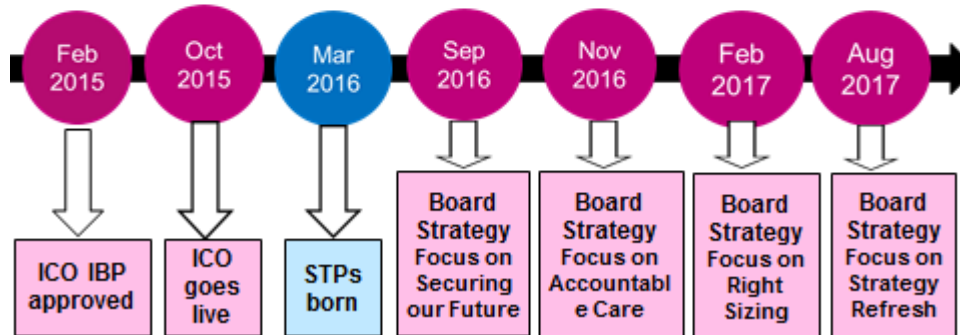 Feb
2015
Oct
2015
Mar
2016
Sep
2016
Nov
2016
Feb
2017
Aug
2017
ICO IBP
approved
ICO
goes
live
STPs
born
Board
Strategy
Focus on
Securing
our Future
Board
Strategy
Focus on
Accountabl
e Care
Board
Strategy
Focus on
Right
Sizing
Board
Strategy
Focus on
Strategy
Refresh